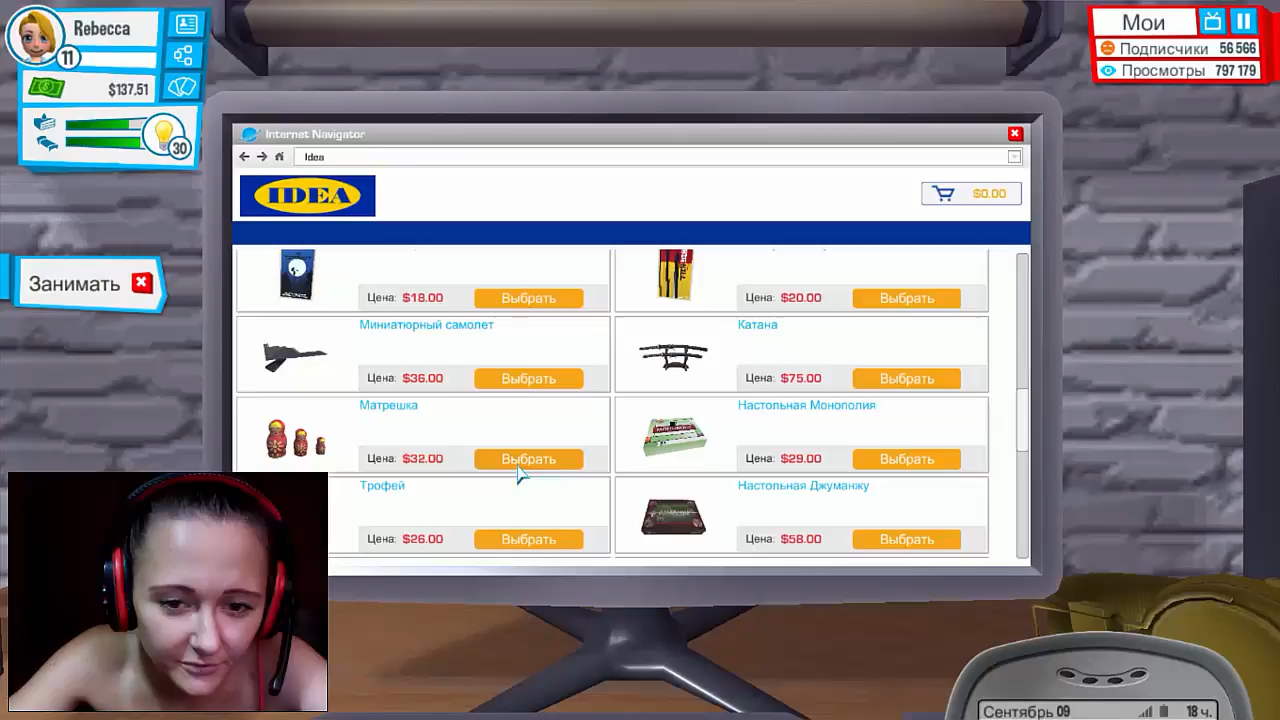 Rebecca
11
$137.51
30
Мои
Подписчики 56 566
Просмотры 797 179
Занимать
Internet Navigator
Idea
IDEA
$0.00
Цена: $18.00 Выбрать
Цена: $20.00 Выбрать
Миниатюрный самолет
Цена: $36.00 Выбрать
Катана
Цена: $75.00 Выбрать
Матрешка
Цена: $32.00 Выбрать
Настольная Монополия
Цена: $29.00 Выбрать
Трофей
Цена: $26.00 Выбрать
Настольная Джуманжу
Цена: $58.00 Выбрать
Сентябрь 09 18 ч.